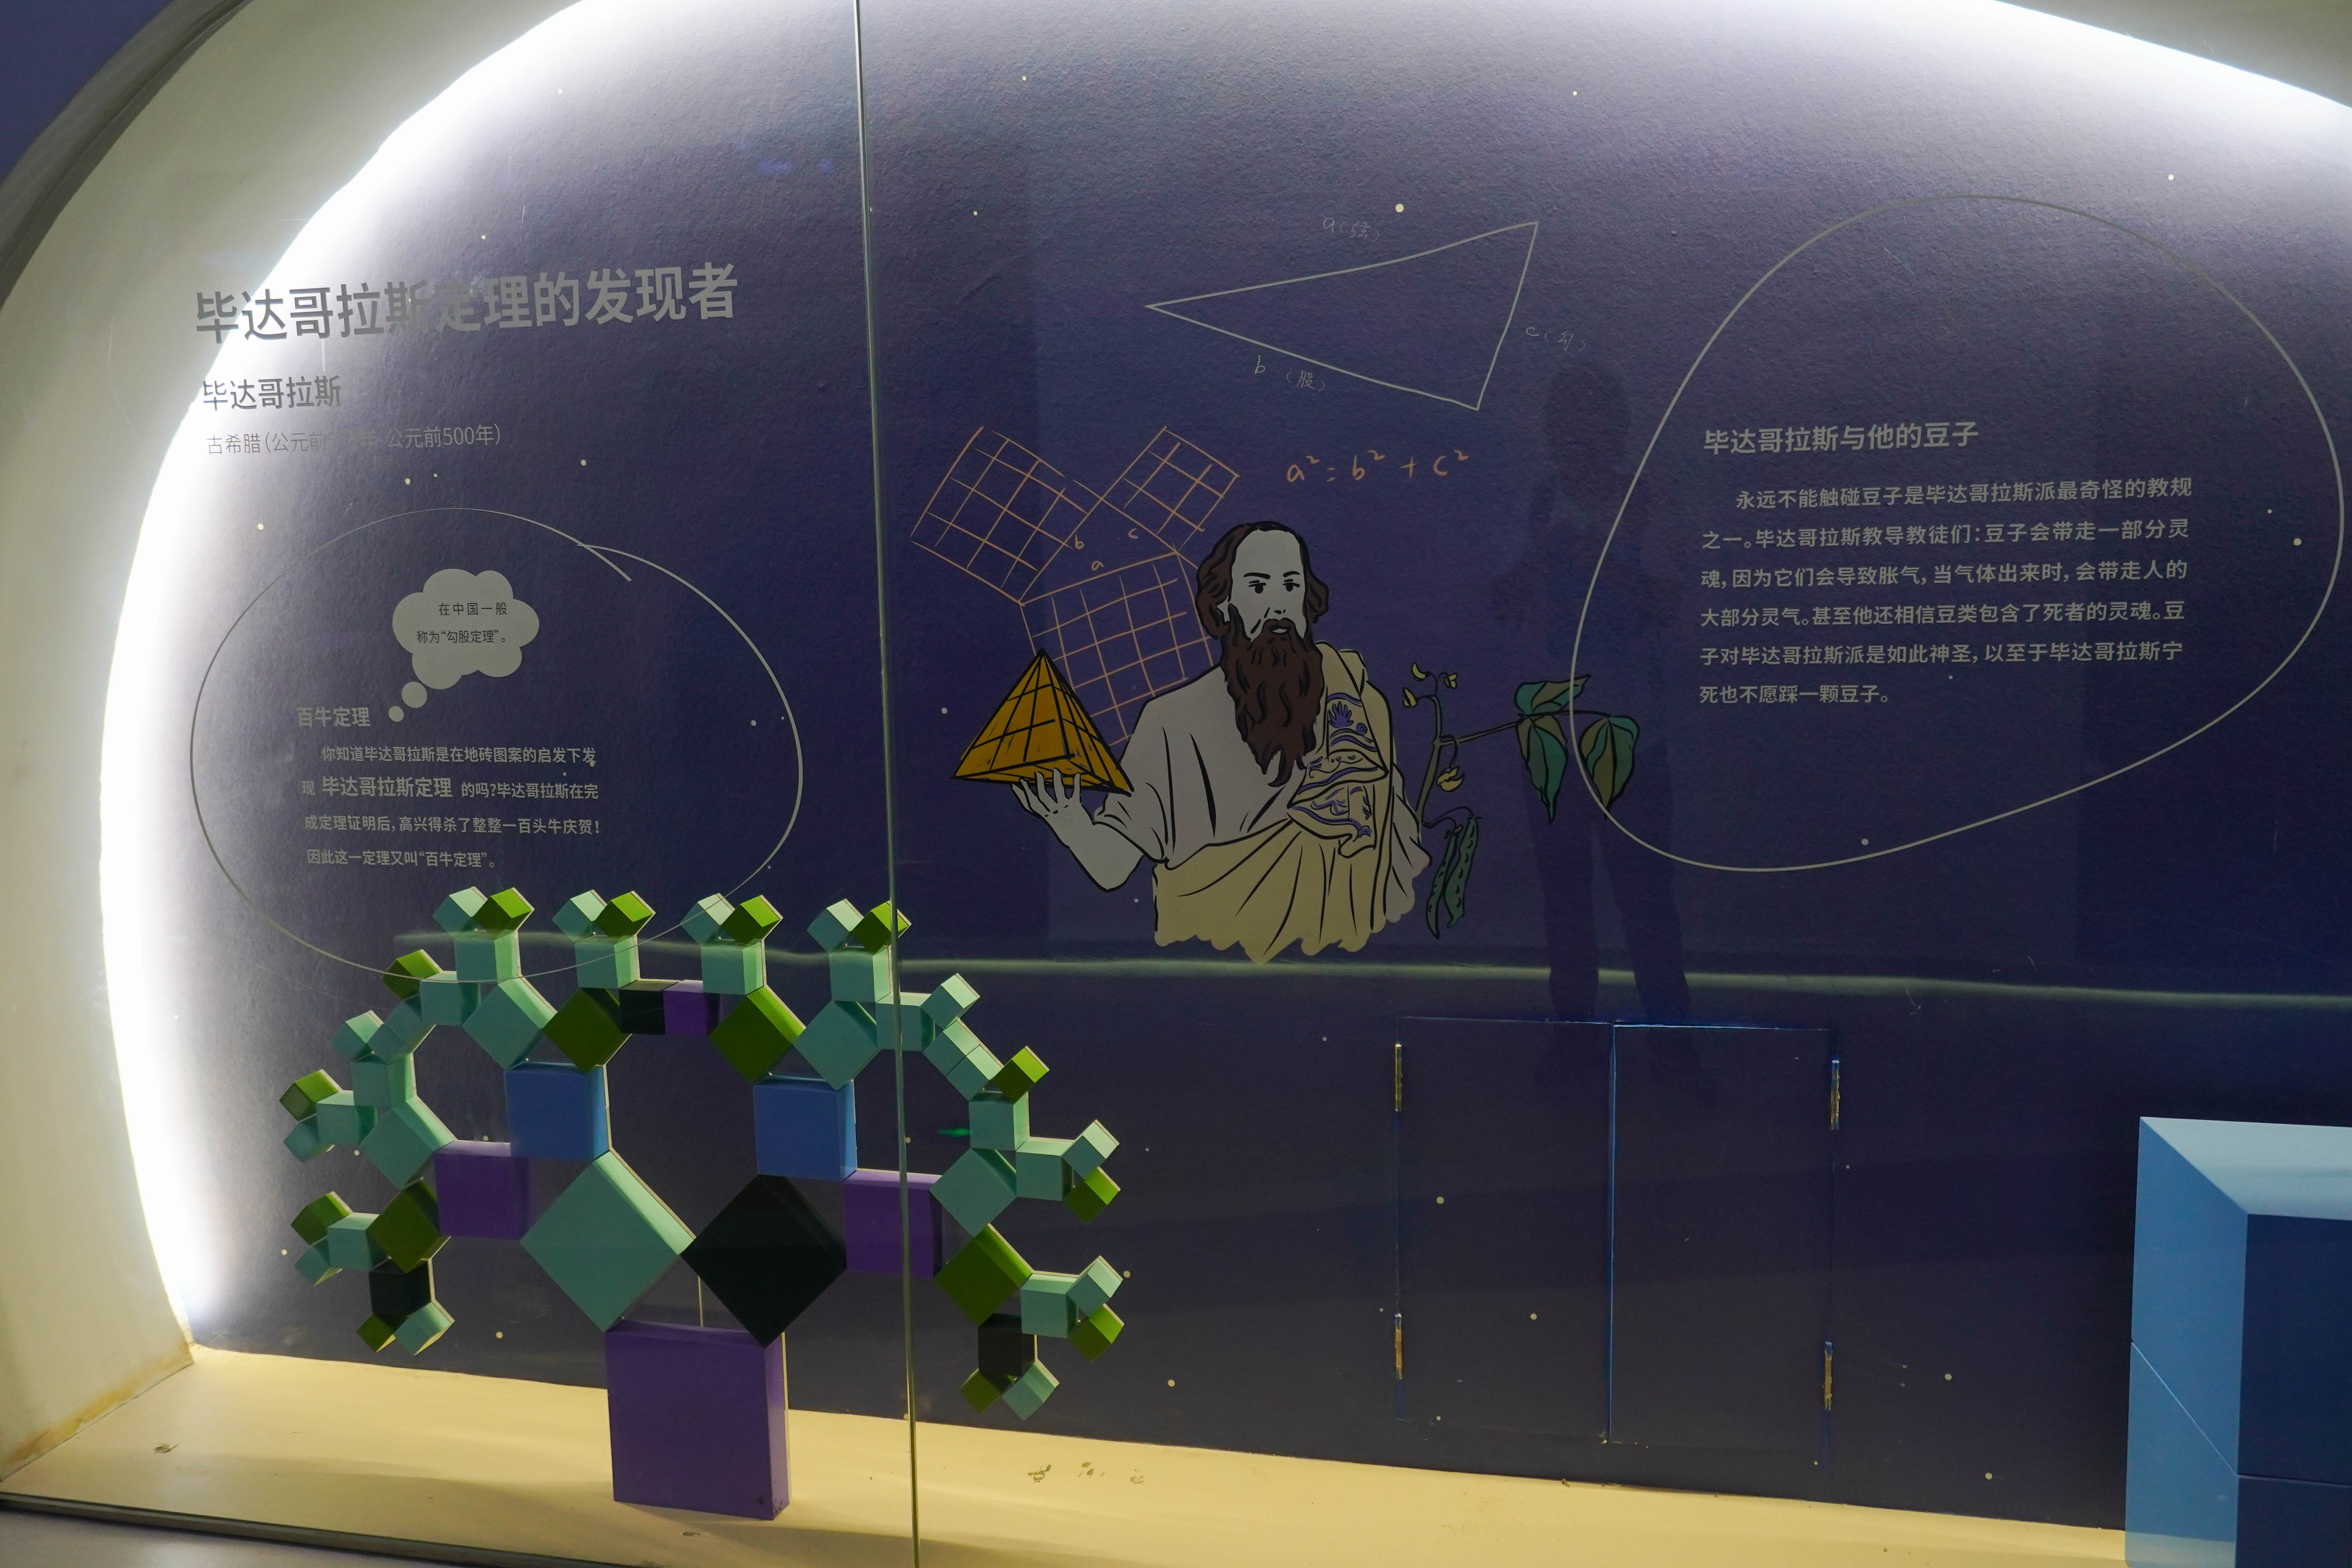 毕达哥拉斯定理的发现者
毕达哥拉斯
古希腊(公元前 公元前500年)
在中国一般
称为“勾股定理”。
百牛定理
你知道毕达哥拉斯是在地砖图案的启发下发
现 毕达哥拉斯定理 的吗?毕达哥拉斯在完
成定理证明后,高兴得杀了整整一百头牛庆贺!
因此这一定理又叫“百牛定理”。
a(弦)
c(勾)
b (股)
a²=b²+c²
b
c
a
毕达哥拉斯与他的豆子
永远不能触碰豆子是毕达哥拉斯派最奇怪的教规
之一。毕达哥拉斯教导教徒们:豆子会带走一部分灵
魂,因为它们会导致胀气,当气体出来时,会带走人的
大部分灵气。甚至他还相信豆类包含了死者的灵魂。豆
子对毕达哥拉斯派是如此神圣,以至于毕达哥拉斯宁
死也不愿踩一颗豆子。